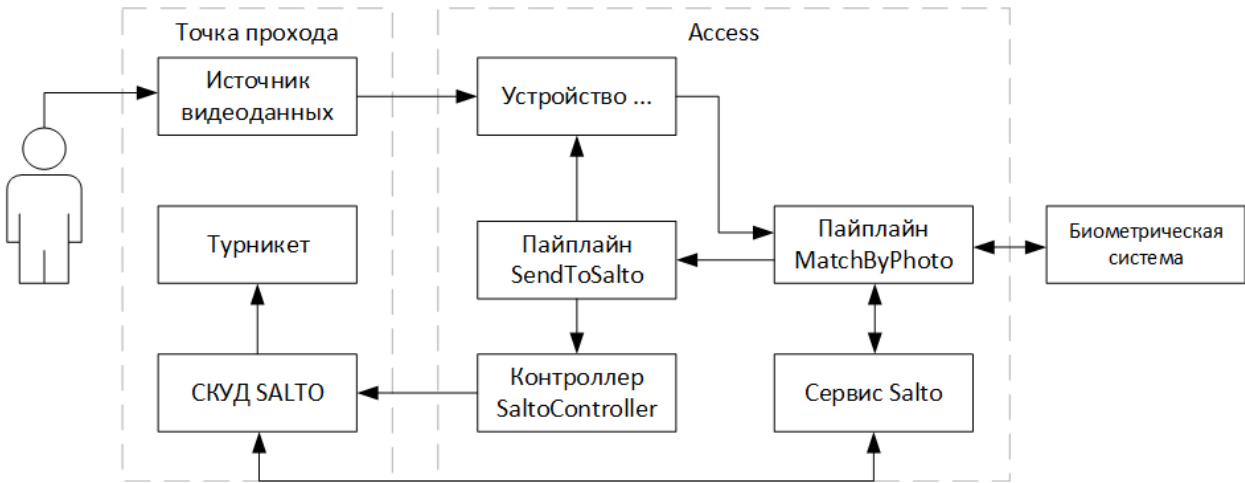 Точка прохода
Access
Источник
видеоданных
Устройство ...
Турникет
Пайплайн
SendToSalto
Пайплайн
MatchByPhoto
Биометрическая
система
СКУД SALTO
Контроллер
SaltoController
Сервис Salto